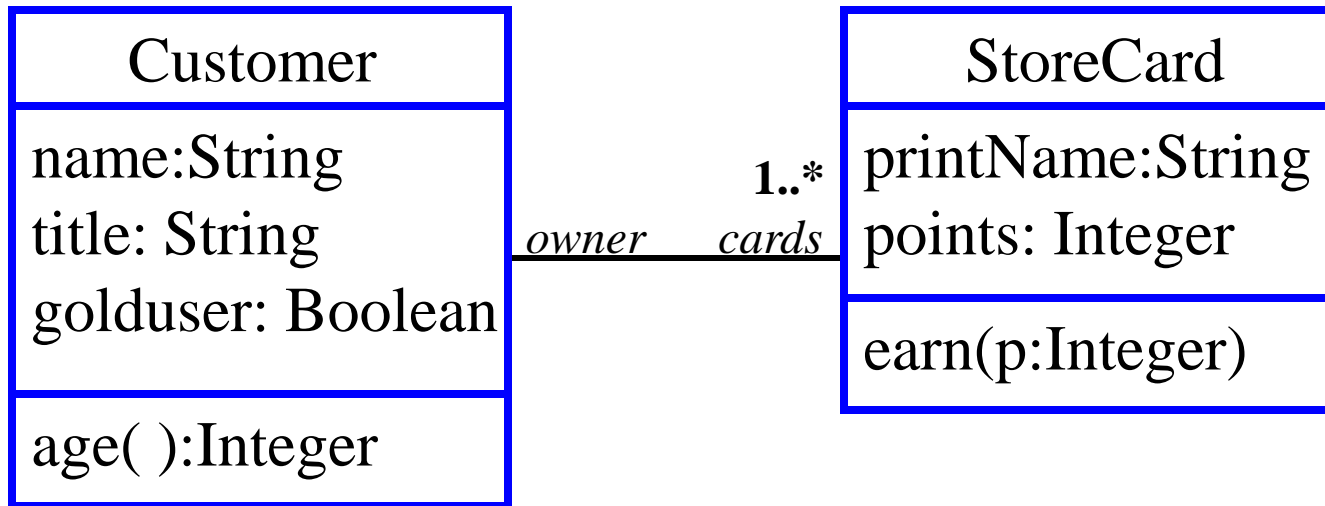 Customer
name:String
title: String
golduser: Boolean
age( ):Integer
owner
1..*
cards
StoreCard
printName:String
points: Integer
earn(p:Integer)